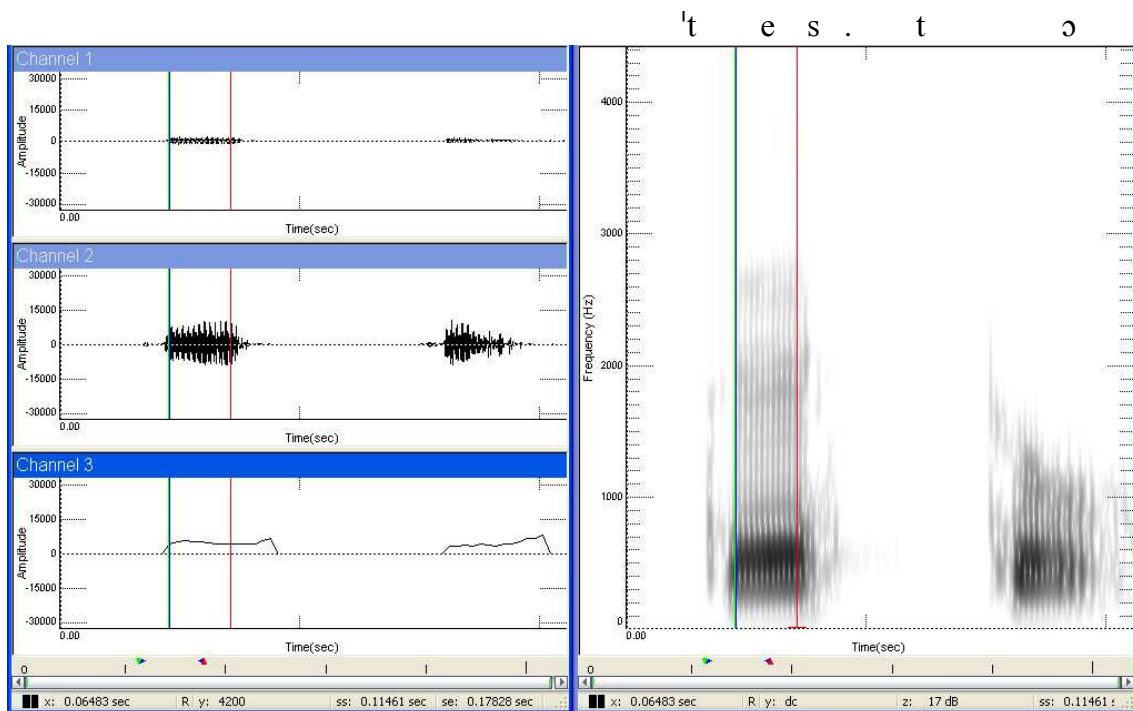 ˈt e s . t ɔ
Channel 1
30000
15000
0
-15000
-30000
Amplitude
0.00
Time(sec)
Channel 2
30000
15000
0
-15000
-30000
Amplitude
0.00
Time(sec)
Channel 3
30000
15000
0
-15000
-30000
Amplitude
0.00
Time(sec)
0
x: 0.06483 sec R y: 4200 ss: 0.11461 sec se: 0.17828 sec
4000
3000
2000
1000
0
Frequency (Hz)
0.00
Time(sec)
0
x: 0.06483 sec R y: dc z: 17 dB ss: 0.11461